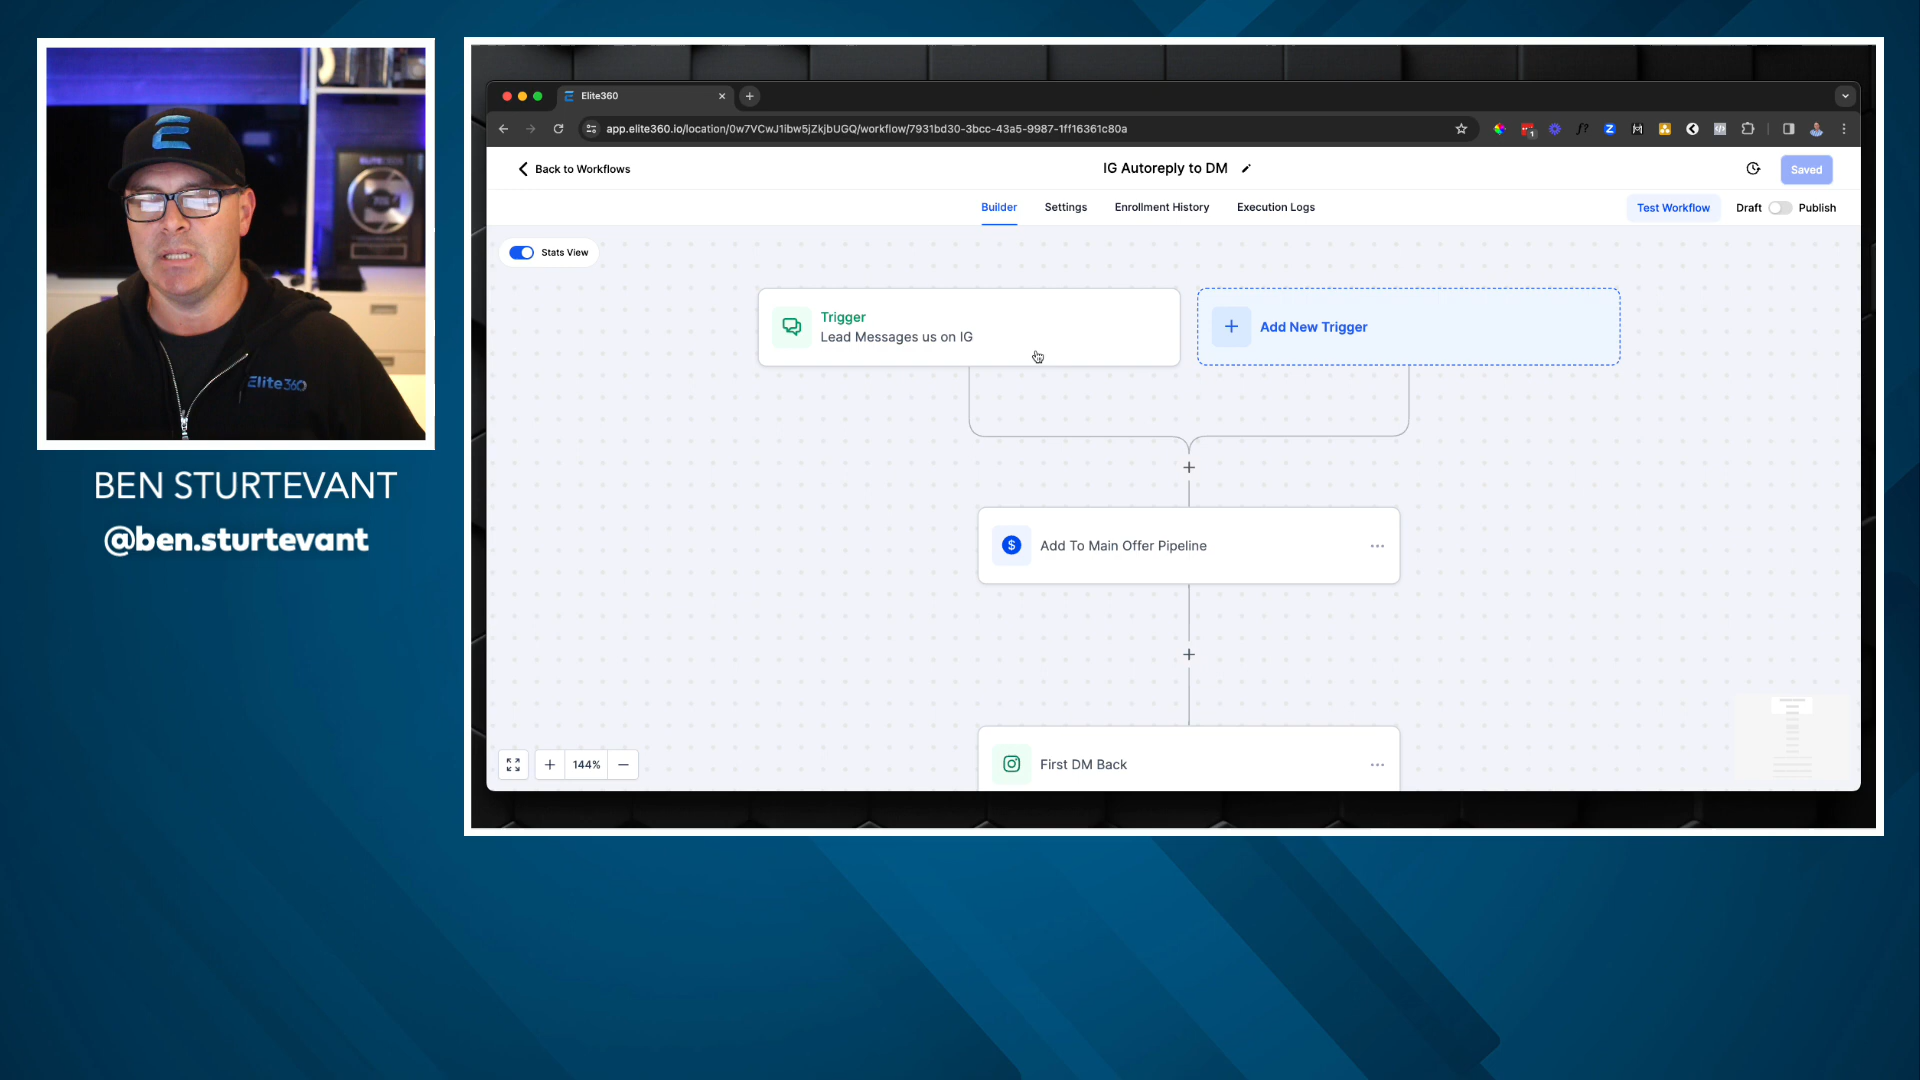 Elite360
BEN STURTEVANT
@ben.sturtevant
Elite360
app.elite360.io/location/0w7VCwJ1ibw5jZkjbUGQ/workflow/7931bd30-3bcc-43a5-9987-1ff16361c80a
Back to Workflows
IG Autoreply to DM
Saved
Builder
Settings
Enrollment History
Execution Logs
Test Workflow
Draft
Publish
Stats View
Trigger
Lead Messages us on IG
Add New Trigger
Add To Main Offer Pipeline
First DM Back
144%